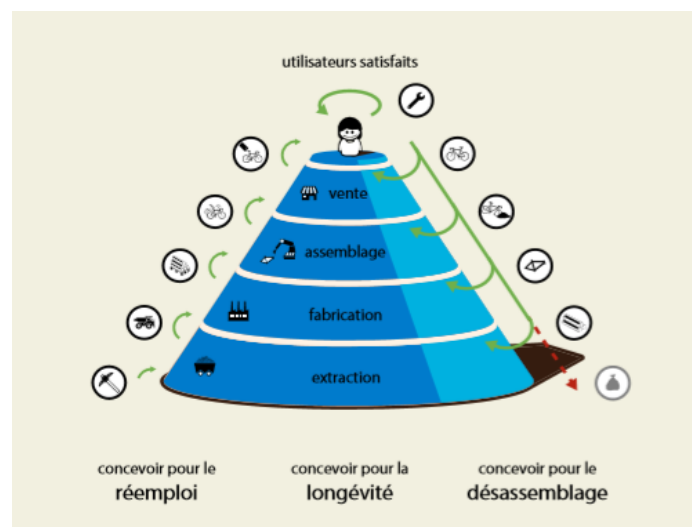 utilisateurs satisfaits
vente
assemblage
fabrication
extraction
concevoir pour le
réemploi
concevoir pour la
longévité
concevoir pour le
désassemblage